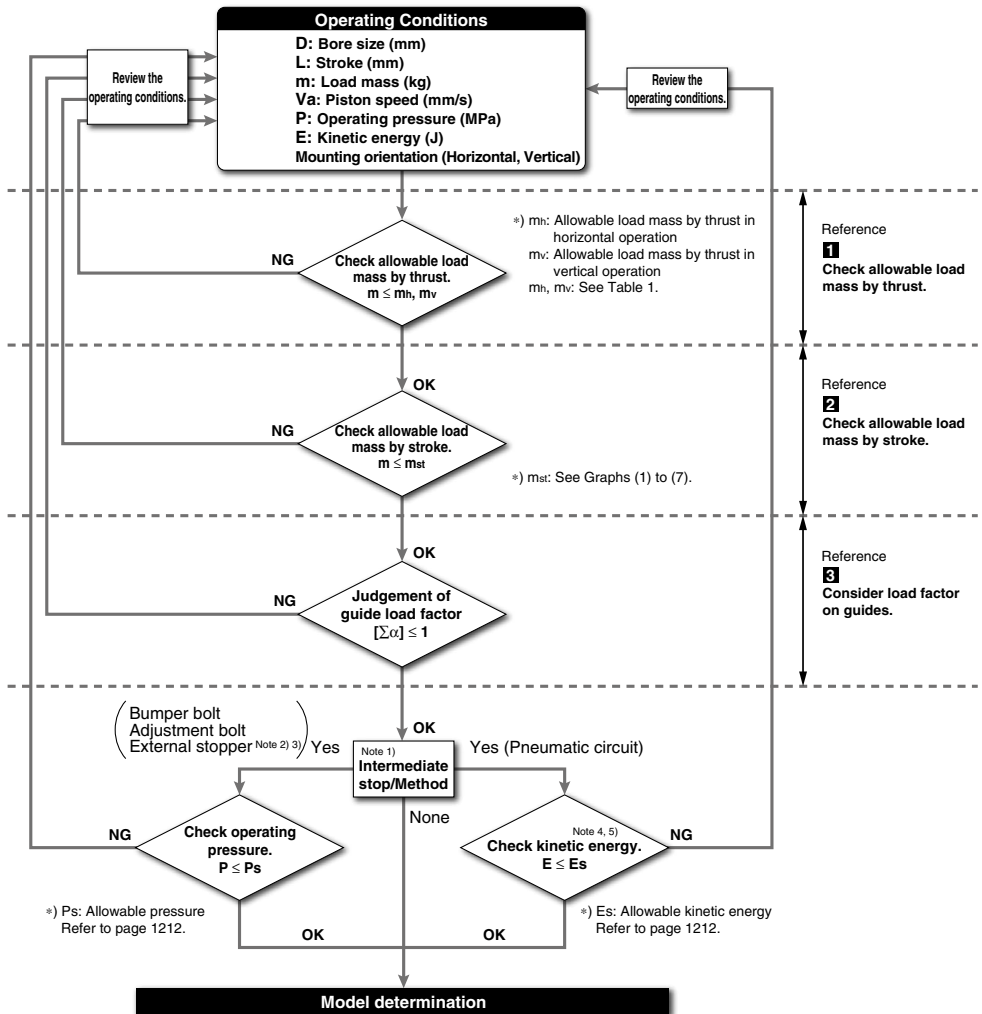 Operating Conditions
D: Bore size (mm)
L: Stroke (mm)
m: Load mass (kg)
Va: Piston speed (mm/s)
P: Operating pressure (MPa)
E: Kinetic energy (J)
Mounting orientation (Horizontal, Vertical)
Review the
operating conditions.
Review the
operating conditions.
NG
Check allowable load
mass by thrust.
m ≤ mh, mv
*) mh: Allowable load mass by thrust in
horizontal operation
mv: Allowable load mass by thrust in
vertical operation
mh, mv: See Table 1.
Reference
1
Check allowable load
mass by thrust.
OK
NG
Check allowable load
mass by stroke.
m ≤ mst
*) mst: See Graphs (1) to (7).
Reference
2
Check allowable load
mass by stroke.
OK
NG
Judgement of
guide load factor
[∑α] ≤ 1
Reference
3
Consider load factor
on guides.
OK
(Bumper bolt
Adjustment bolt
External stopper Note 2) 3)) Yes
Note 1)
Intermediate
stop/Method
Yes (Pneumatic circuit)
None
NG
Check operating
pressure.
P ≤ Ps
Note 4, 5)
Check kinetic energy.
E ≤ Es
NG
*) Ps: Allowable pressure
Refer to page 1212.
*) Es: Allowable kinetic energy
Refer to page 1212.
OK
OK
Model determination